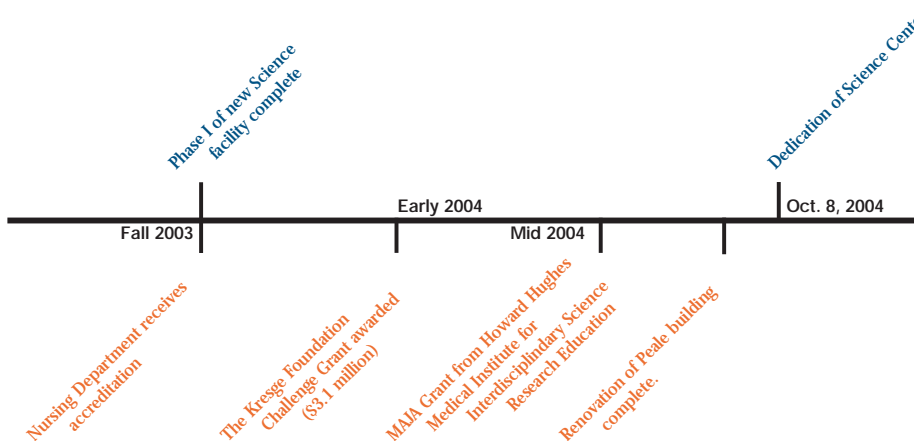 Phase I of new Science
facility complete
Dedication of Science Cente
Early 2004
Oct. 8, 2004
Fall 2003
Mid 2004
Nursing Department receives
accreditation
The Kresge Foundation
Challenge Grant awarded
($3.1 million)
MAJA Grant from Howard Hughes
Medical Institute for
Interdisciplindary Science
Research Education
Renovation of Peale building
complete.